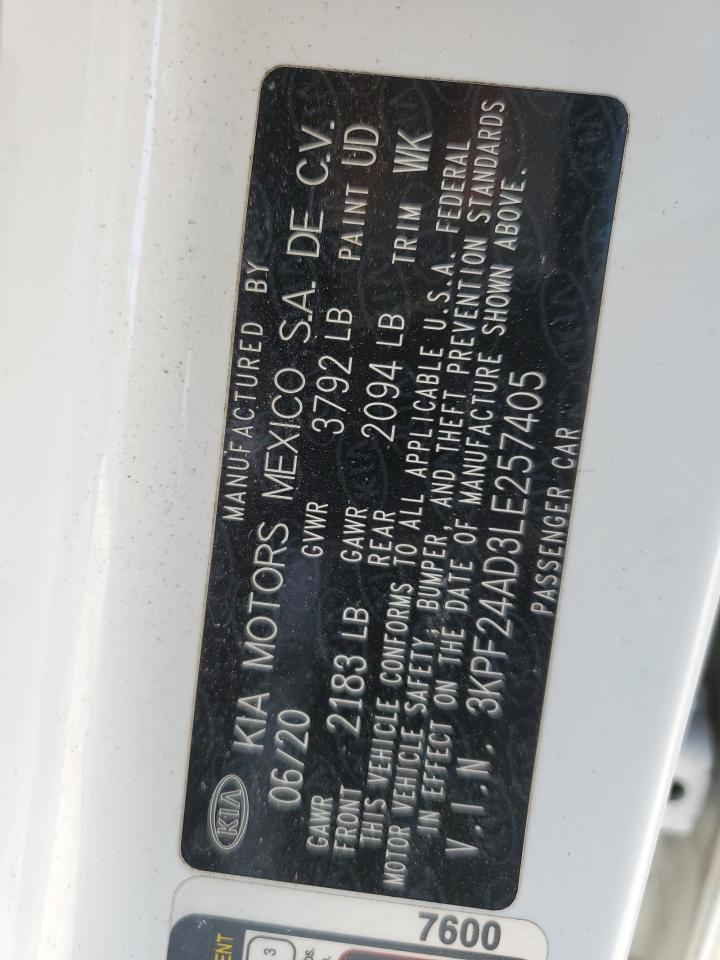 MANUFACTURED BY
KIA KIA MOTORS MEXICO S.A. DE C.V.
06/20 GVWR 3792 LB PAINT UD
GAWR FRONT 2183 LB GAWR REAR 2094 LB TRIM WK
THIS VEHICLE CONFORMS TO ALL APPLICABLE U.S.A. FEDERAL
MOTOR VEHICLE SAFETY, BUMPER, AND THEFT PREVENTION STANDARDS
IN EFFECT ON THE DATE OF MANUFACTURE SHOWN ABOVE.
V.I.N. 3KPF24AD3LE257405
PASSENGER CAR
7600
3